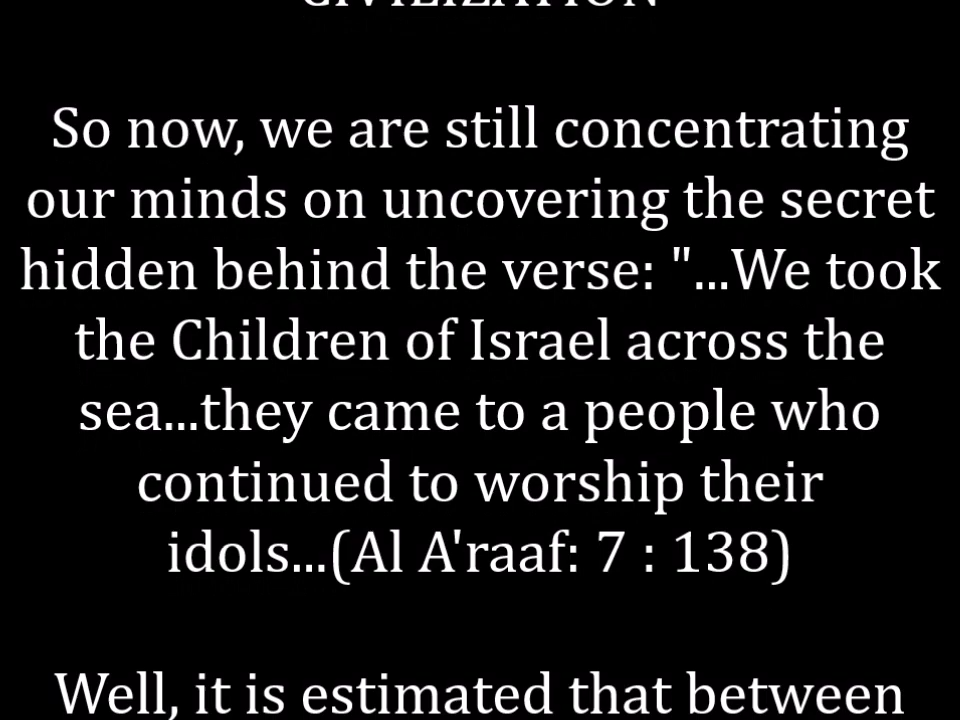 CIVILIZATION
So now, we are still concentrating
our minds on uncovering the secret
hidden behind the verse: "...We took
the Children of Israel across the
sea...they came to a people who
continued to worship their
idols...(Al A'raaf: 7 : 138)
Well, it is estimated that between